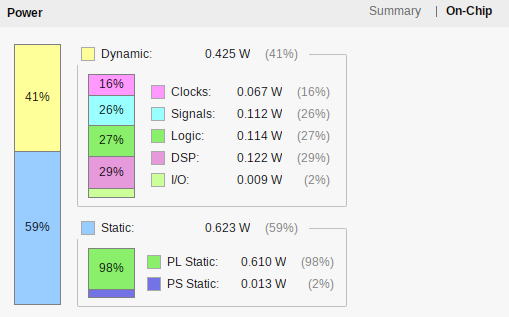 Power Summary | On-Chip
Dynamic: 0.425 W (41%)
41%
16% Clocks: 0.067 W (16%)
26% Signals: 0.112 W (26%)
27% Logic: 0.114 W (27%)
29% DSP: 0.122 W (29%)
I/O: 0.009 W (2%)
59% Static: 0.623 W (59%)
98% PL Static: 0.610 W (98%)
PS Static: 0.013 W (2%)